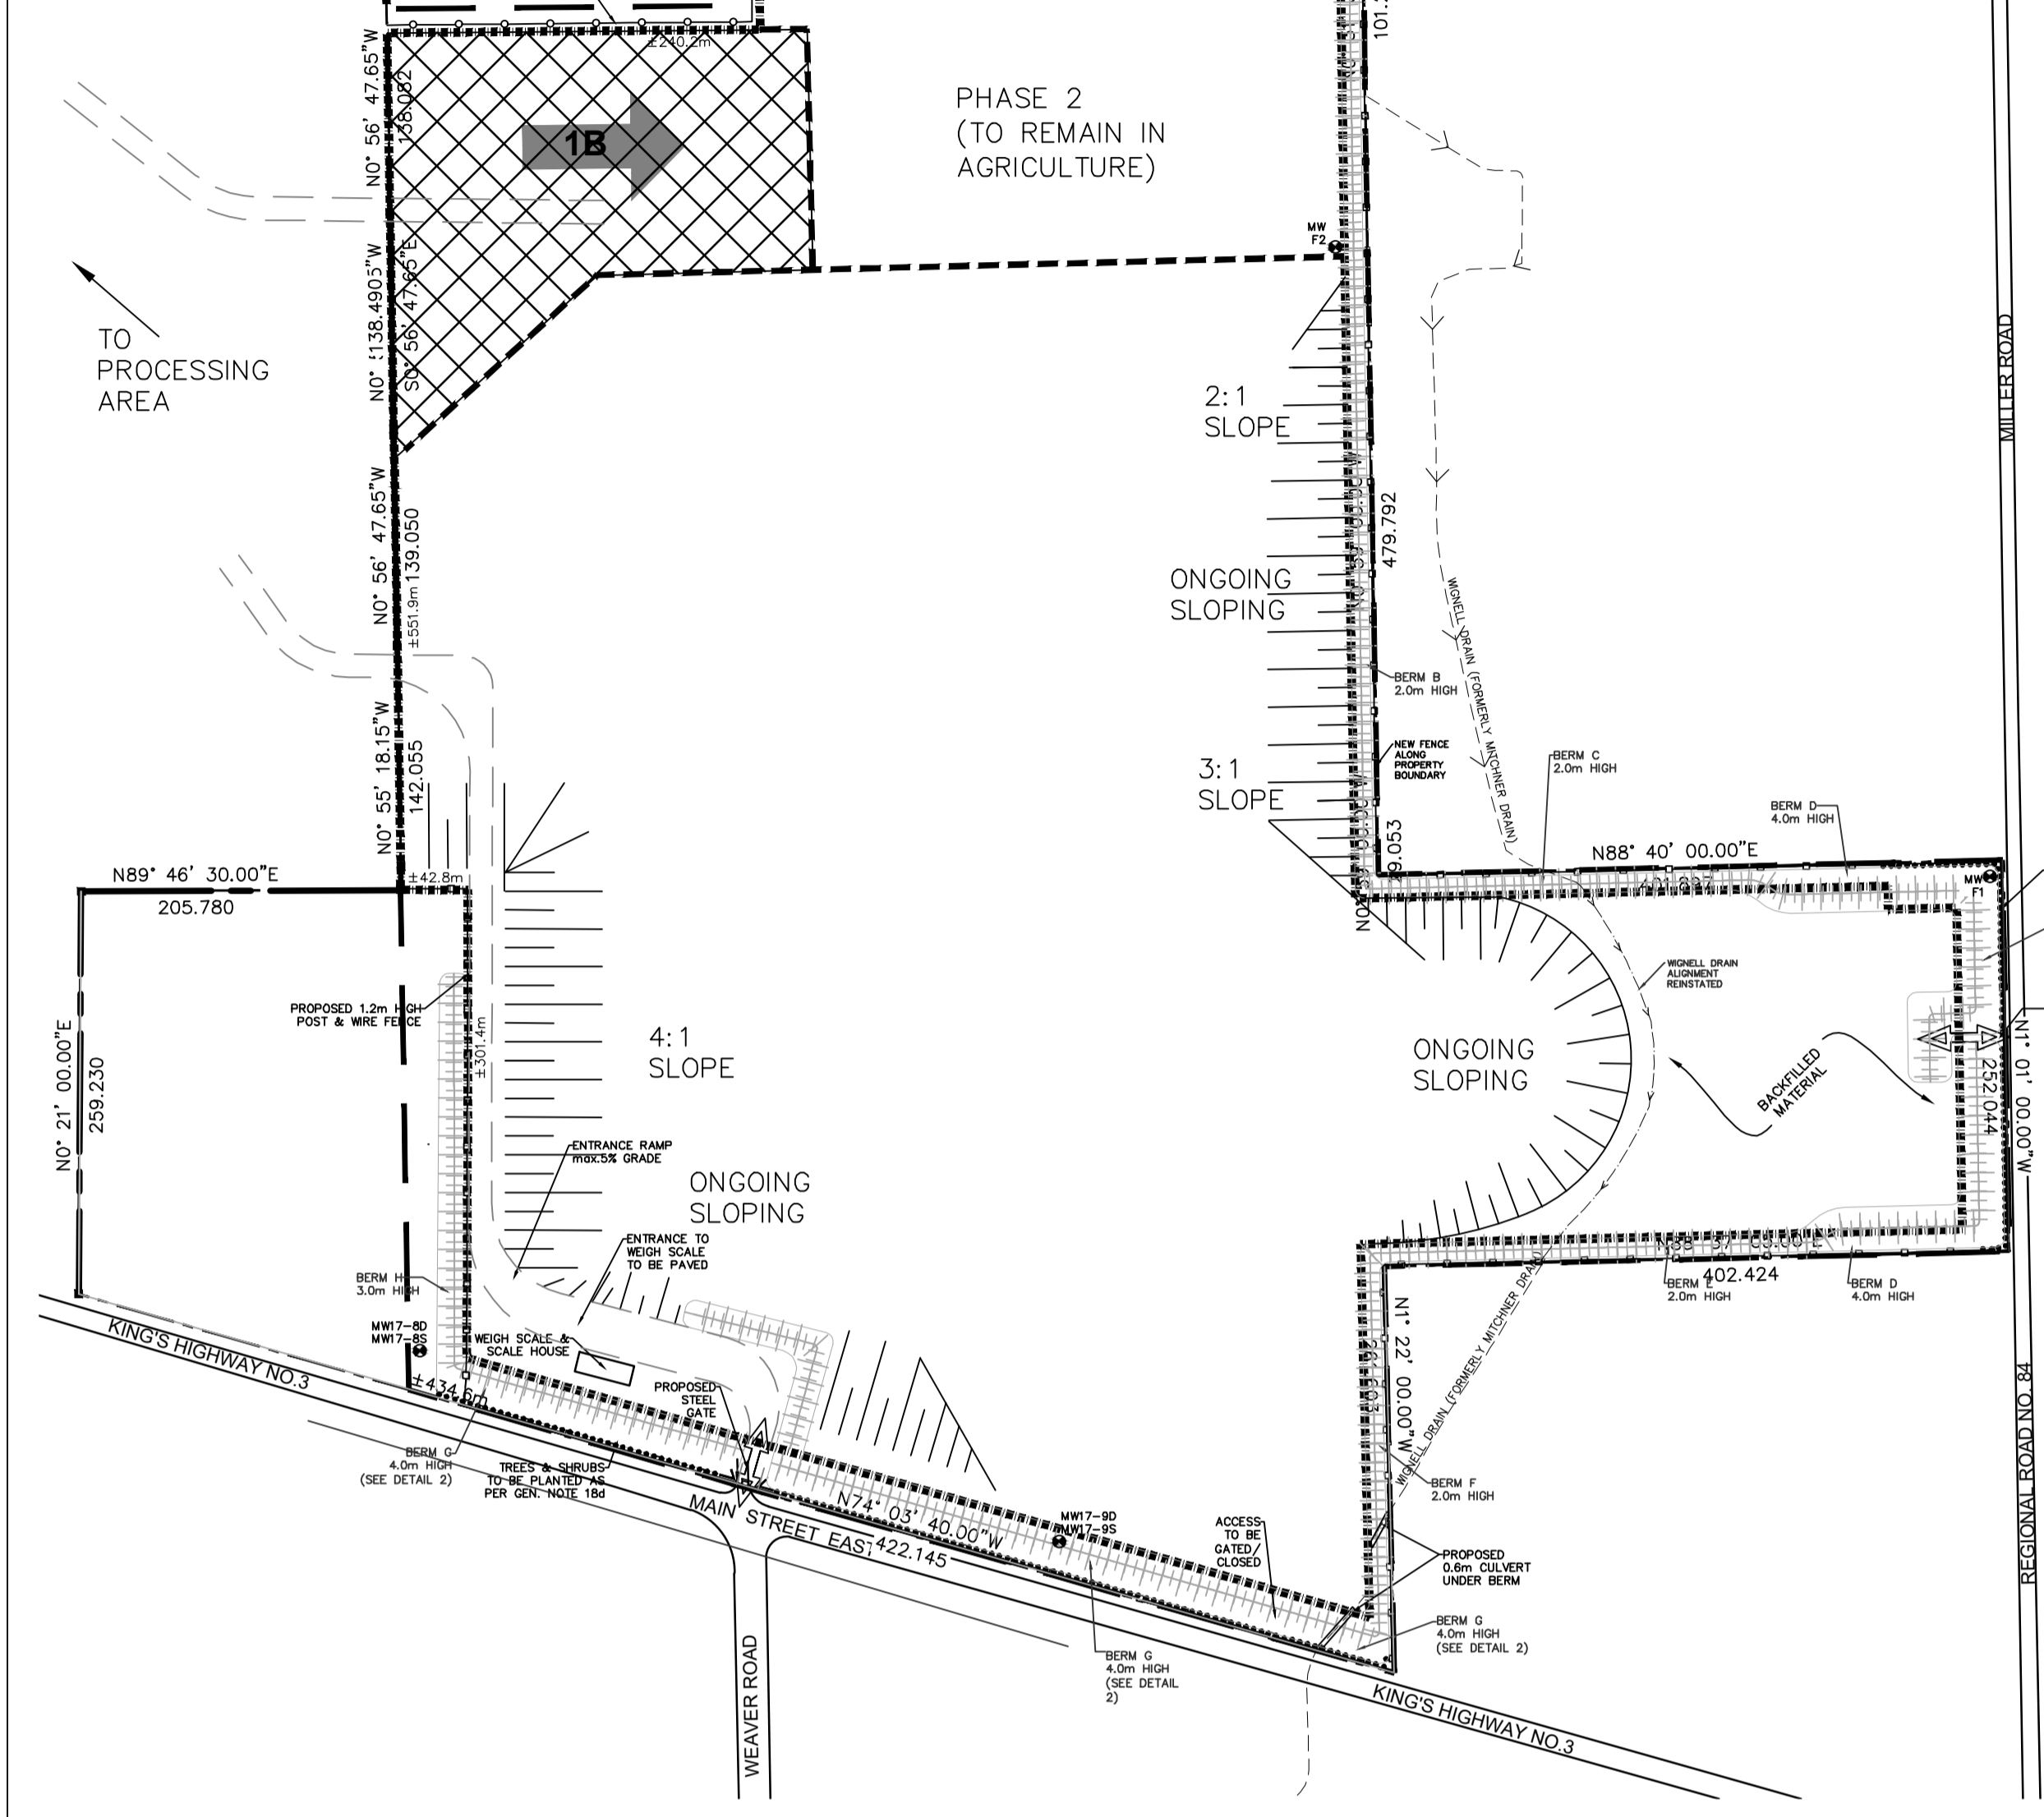 ±240.2m
101.
N0° 56' 47.65"W
138.082
1B
PHASE 2
(TO REMAIN IN
AGRICULTURE)
MW
F2
N0°
138.490
5"W
S0° 56' 47.65"E
TO
PROCESSING
AREA
MILLER ROAD
2:1
SLOPE
N0° 56' 47.65"W
139.050
±551.9m
479.792
ONGOING
SLOPING
WIGNELL DRAIN (FORMERLY MITCHNER DRAIN)
BERM B
2.0m HIGH
N0° 55' 18.15"W
142.055
NEW FENCE
ALONG
PROPERTY
BOUNDARY
BERM C
2.0m HIGH
3:1
SLOPE
BERM D
4.0m HIGH
9.053
N88° 40' 00.00"E
N89° 46' 30.00"E
205.780
±42.8m
MW
F1
N0°
WIGNELL DRAIN
ALIGNMENT
REINSTATED
PROPOSED 1.2m HIGH
POST & WIRE FENCE
±301.4m
4:1
SLOPE
ONGOING
SLOPING
BACKFILLED
MATERIAL
N0° 21' 00.00"E
259.230
252.044
N1° 01' 00.00"W
ENTRANCE RAMP
max.5% GRADE
ONGOING
SLOPING
ENTRANCE TO
WEIGH SCALE
TO BE PAVED
BERM H
3.0m HIGH
402.424
BERM E
2.0m HIGH
BERM D
4.0m HIGH
MW17-8D
MW17-8S
WEIGH SCALE &
SCALE HOUSE
KING'S HIGHWAY NO.3
±434.6m
PROPOSED
STEEL
GATE
N1° 22' 00.00"W
WIGNELL DRAIN (FORMERLY MITCHNER DRAIN)
REGIONAL ROAD NO. 84
BERM G
4.0m HIGH
(SEE DETAIL 2)
TREES & SHRUBS
TO BE PLANTED AS
PER GEN. NOTE 18d
BERM F
2.0m HIGH
MAIN STREET EAST
N74° 03' 40.00"W
422.145
MW17-9D
MW17-9S
ACCESS
TO BE
GATED/
CLOSED
PROPOSED
0.6m CULVERT
UNDER BERM
BERM G
4.0m HIGH
(SEE DETAIL 2)
BERM G
4.0m HIGH
(SEE DETAIL
2)
WEAVER ROAD
KING'S HIGHWAY NO.3